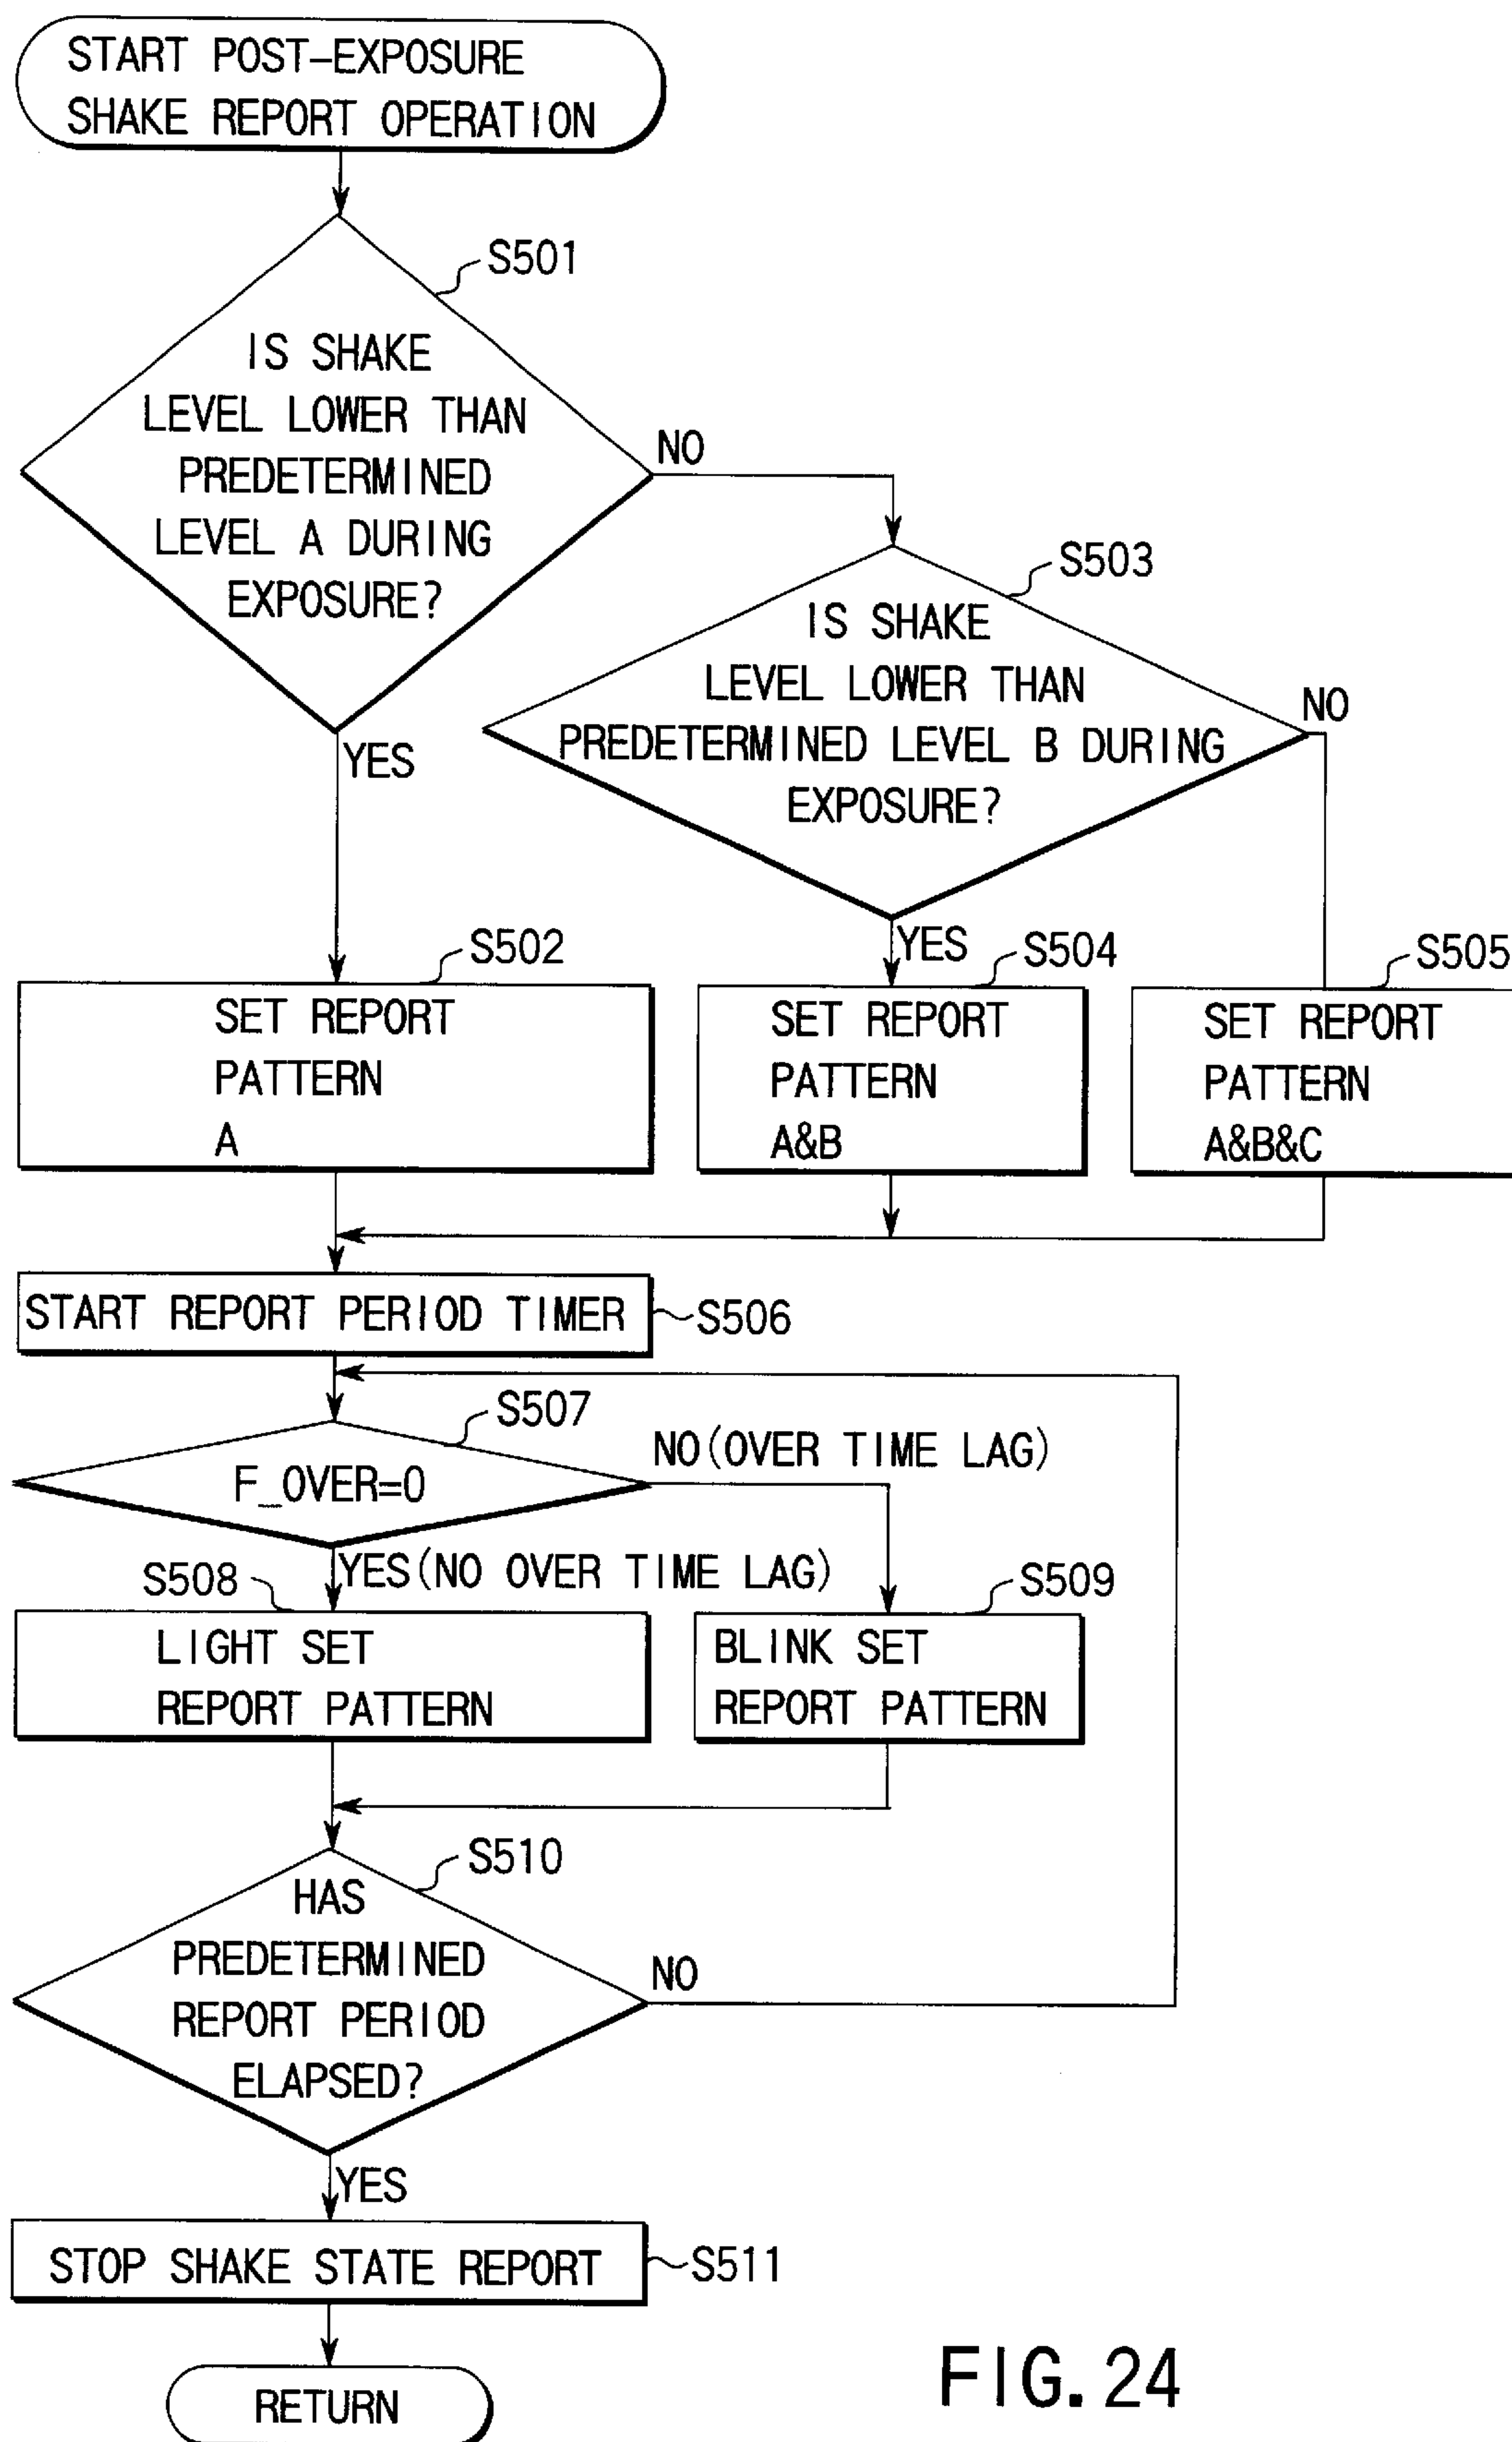 START POST-EXPOSURE
SHAKE REPORT OPERATION
S501
IS SHAKE
LEVEL LOWER THAN
PREDETERMINED
LEVEL A DURING
EXPOSURE?
NO
YES
S503
IS SHAKE
LEVEL LOWER THAN
PREDETERMINED LEVEL B DURING
EXPOSURE?
NO
YES
S502
SET REPORT
PATTERN
A
S504
SET REPORT
PATTERN
A&B
S505
SET REPORT
PATTERN
A&B&C
START REPORT PERIOD TIMER
S506
S507
F_OVER=0
NO(OVER TIME LAG)
YES(NO OVER TIME LAG)
S508
LIGHT SET
REPORT PATTERN
S509
BLINK SET
REPORT PATTERN
S510
HAS
PREDETERMINED
REPORT PERIOD
ELAPSED?
NO
YES
STOP SHAKE STATE REPORT
S511
RETURN
FIG. 24